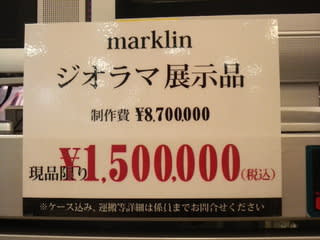 marklin
ジオラマ展示品
制作費 ¥8,700,000
現品限り ¥1,500,000(税込)
※ケース込み、運搬等詳細は係員までお問合せください